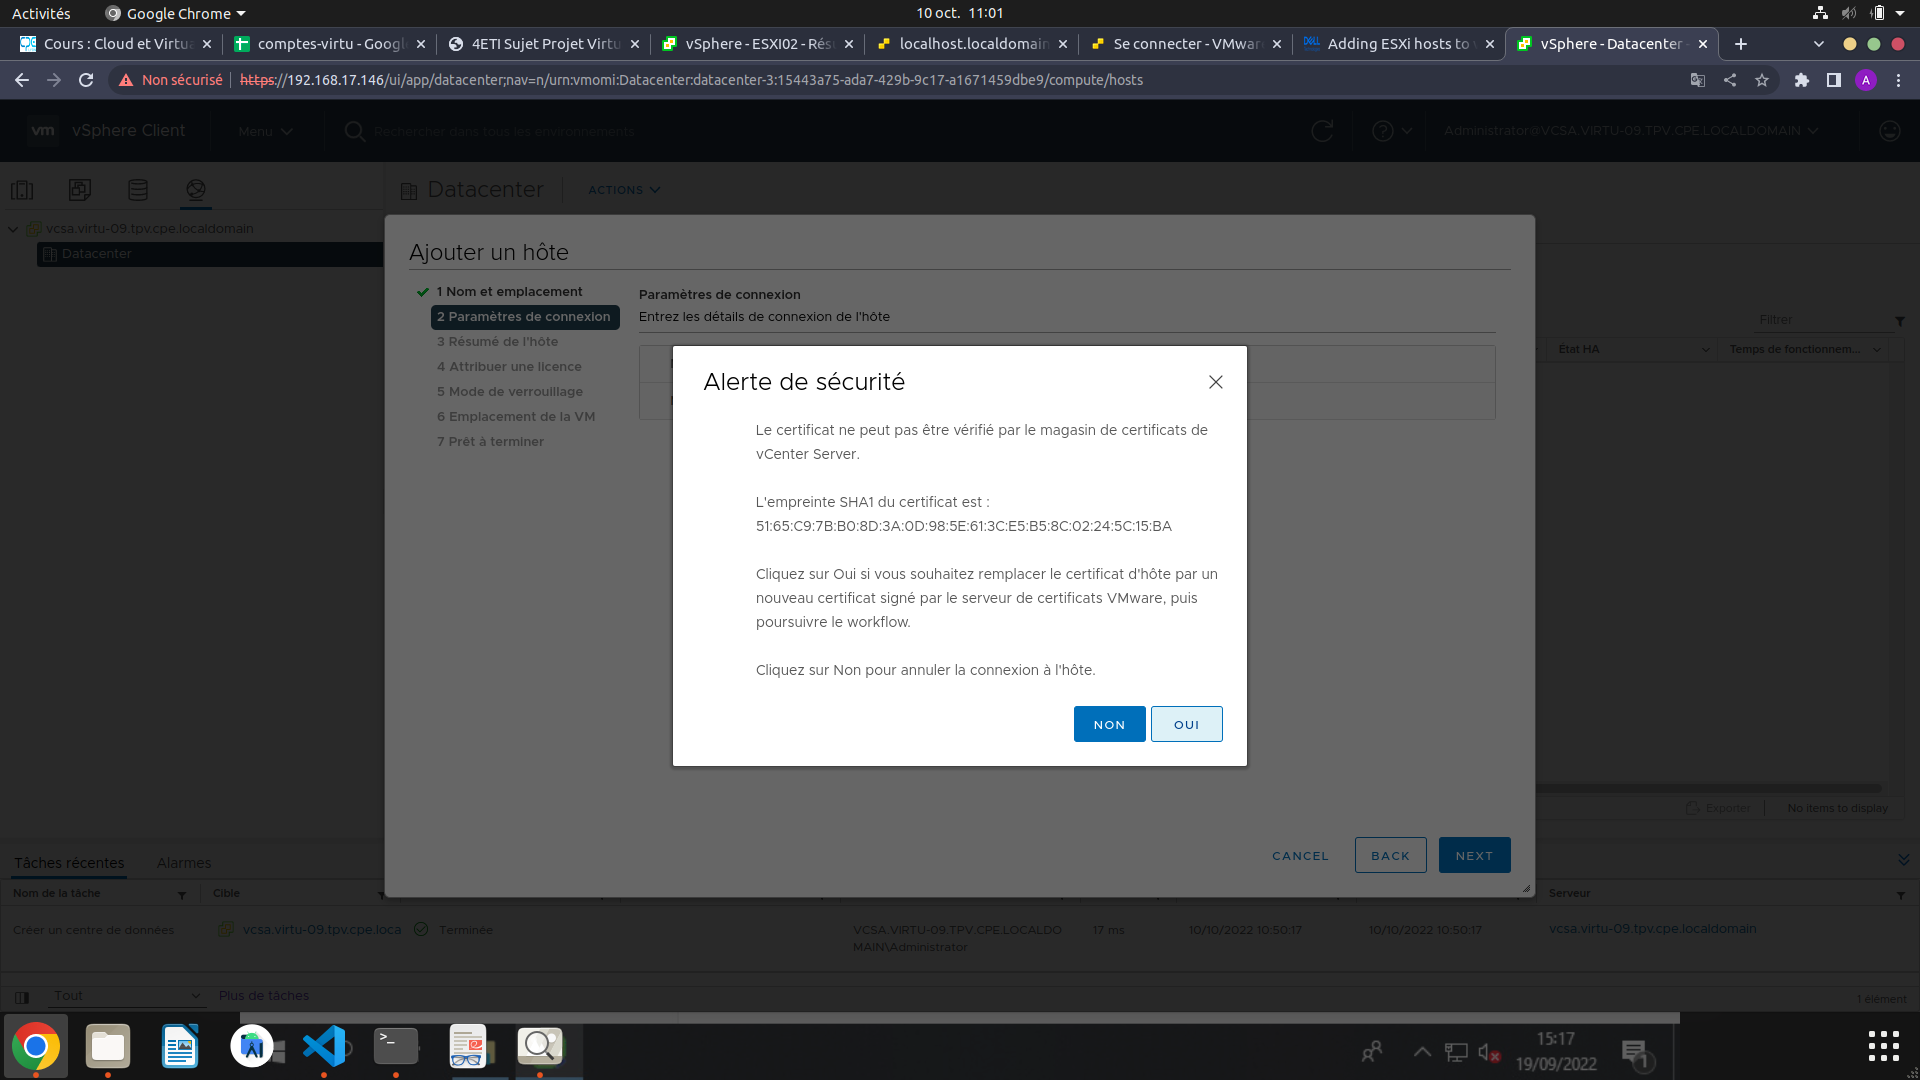 Activités
Google Chrome
10 oct. 11:01
Cours : Cloud et Virtua
comptes-virtu - Google
4ETI Sujet Projet Virtu
vSphere - ESXI02 - Rés
localhost.localdomain
Se connecter - VMware
Adding ESXi hosts to v
vSphere - Datacenter -
Non sécurisé
https://192.168.17.146/ui/app/datacenter;nav=n/urn:vmomi:Datacenter:datacenter-3:15443a75-ada7-429b-9c17-a1671459dbe9/compute/hosts
A
vm
vSphere Client
Menu
Rechercher dans tous les environnements
Administrator@VCSA.VIRTU-09.TPV.CPE.LOCALDOMAIN
Datacenter
ACTIONS
vcsa.virtu-09.tpv.cpe.localdomain
Datacenter
Ajouter un hôte
1 Nom et emplacement
2 Paramètres de connexion
3 Résumé de l'hôte
4 Attribuer une licence
5 Mode de verrouillage
6 Emplacement de la VM
7 Prêt à terminer
Paramètres de connexion
Entrez les détails de connexion de l'hôte
Filtrer
État HA
Temps de fonctionnem...
Alerte de sécurité
Le certificat ne peut pas être vérifié par le magasin de certificats de
vCenter Server.
L'empreinte SHA1 du certificat est :
51:65:C9:7B:B0:8D:3A:0D:98:5E:61:3C:E5:B5:8C:02:24:5C:15:BA
Cliquez sur Oui si vous souhaitez remplacer le certificat d'hôte par un
nouveau certificat signé par le serveur de certificats VMware, puis
poursuivre le workflow.
Cliquez sur Non pour annuler la connexion à l'hôte.
NON
OUI
Exporter
No items to display
CANCEL
BACK
NEXT
Tâches récentes
Alarmes
Nom de la tâche
Cible
Serveur
Créer un centre de données
vcsa.virtu-09.tpv.cpe.loca
Terminée
VCSA.VIRTU-09.TPV.CPE.LOCALDO
MAIN\Administrator
17 ms
10/10/2022 10:50:17
10/10/2022 10:50:17
vcsa.virtu-09.tpv.cpe.localdomain
Tout
Plus de tâches
1 élément
15:17
19/09/2022
1